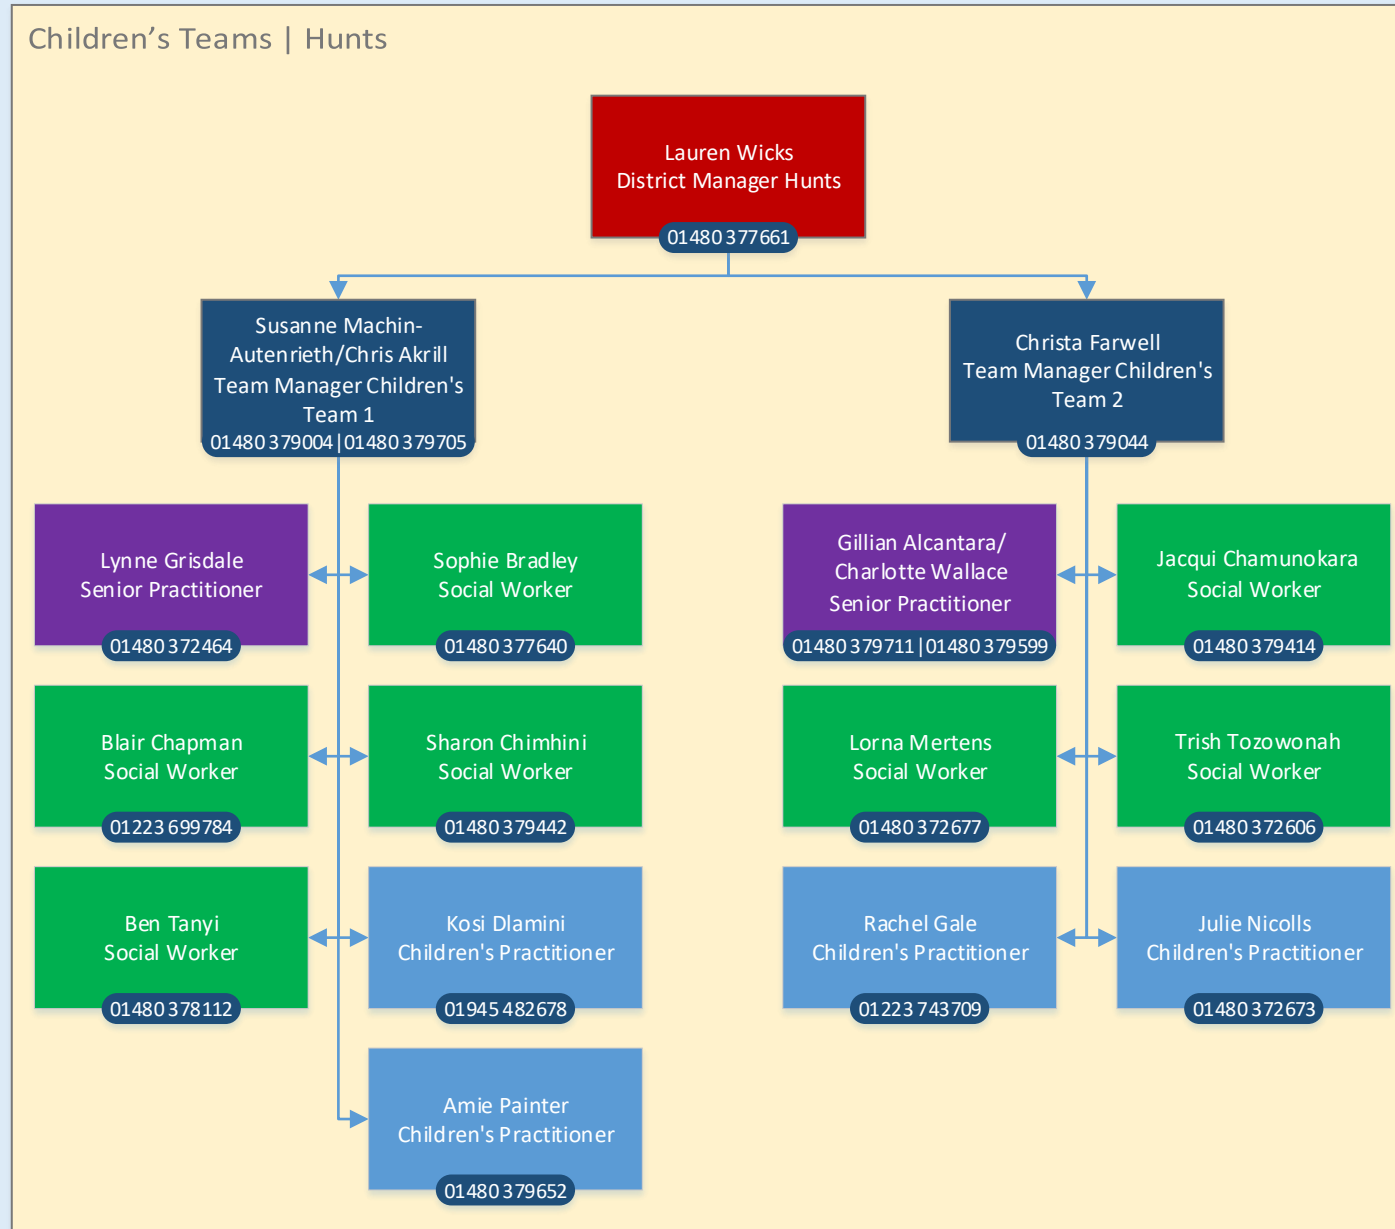 Children’s Teams | Hunts
Lauren Wicks
District Manager Hunts
01480 377661
Susanne Machin-
Autenrieth/Chris Akrill
Team Manager Children's
Team 1
01480 379004|01480 379705
Christa Farwell
Team Manager Children's
Team 2
01480 379044
Lynne Grisdale
Senior Practitioner
01480 372464
Sophie Bradley
Social Worker
01480 377640
Gillian Alcantara/
Charlotte Wallace
Senior Practitioner
01480 379711|01480 379599
Jacqui Chamunokara
Social Worker
01480 379414
Blair Chapman
Social Worker
01223 699784
Sharon Chimhini
Social Worker
01480 379442
Lorna Mertens
Social Worker
01480 372677
Trish Tozowonah
Social Worker
01480 372606
Ben Tanyi
Social Worker
01480 378112
Kosi Dlamini
Children's Practitioner
01945 482678
Rachel Gale
Children's Practitioner
01223 743709
Julie Nicolls
Children's Practitioner
01480 372673
Amie Painter
Children's Practitioner
01480 379652